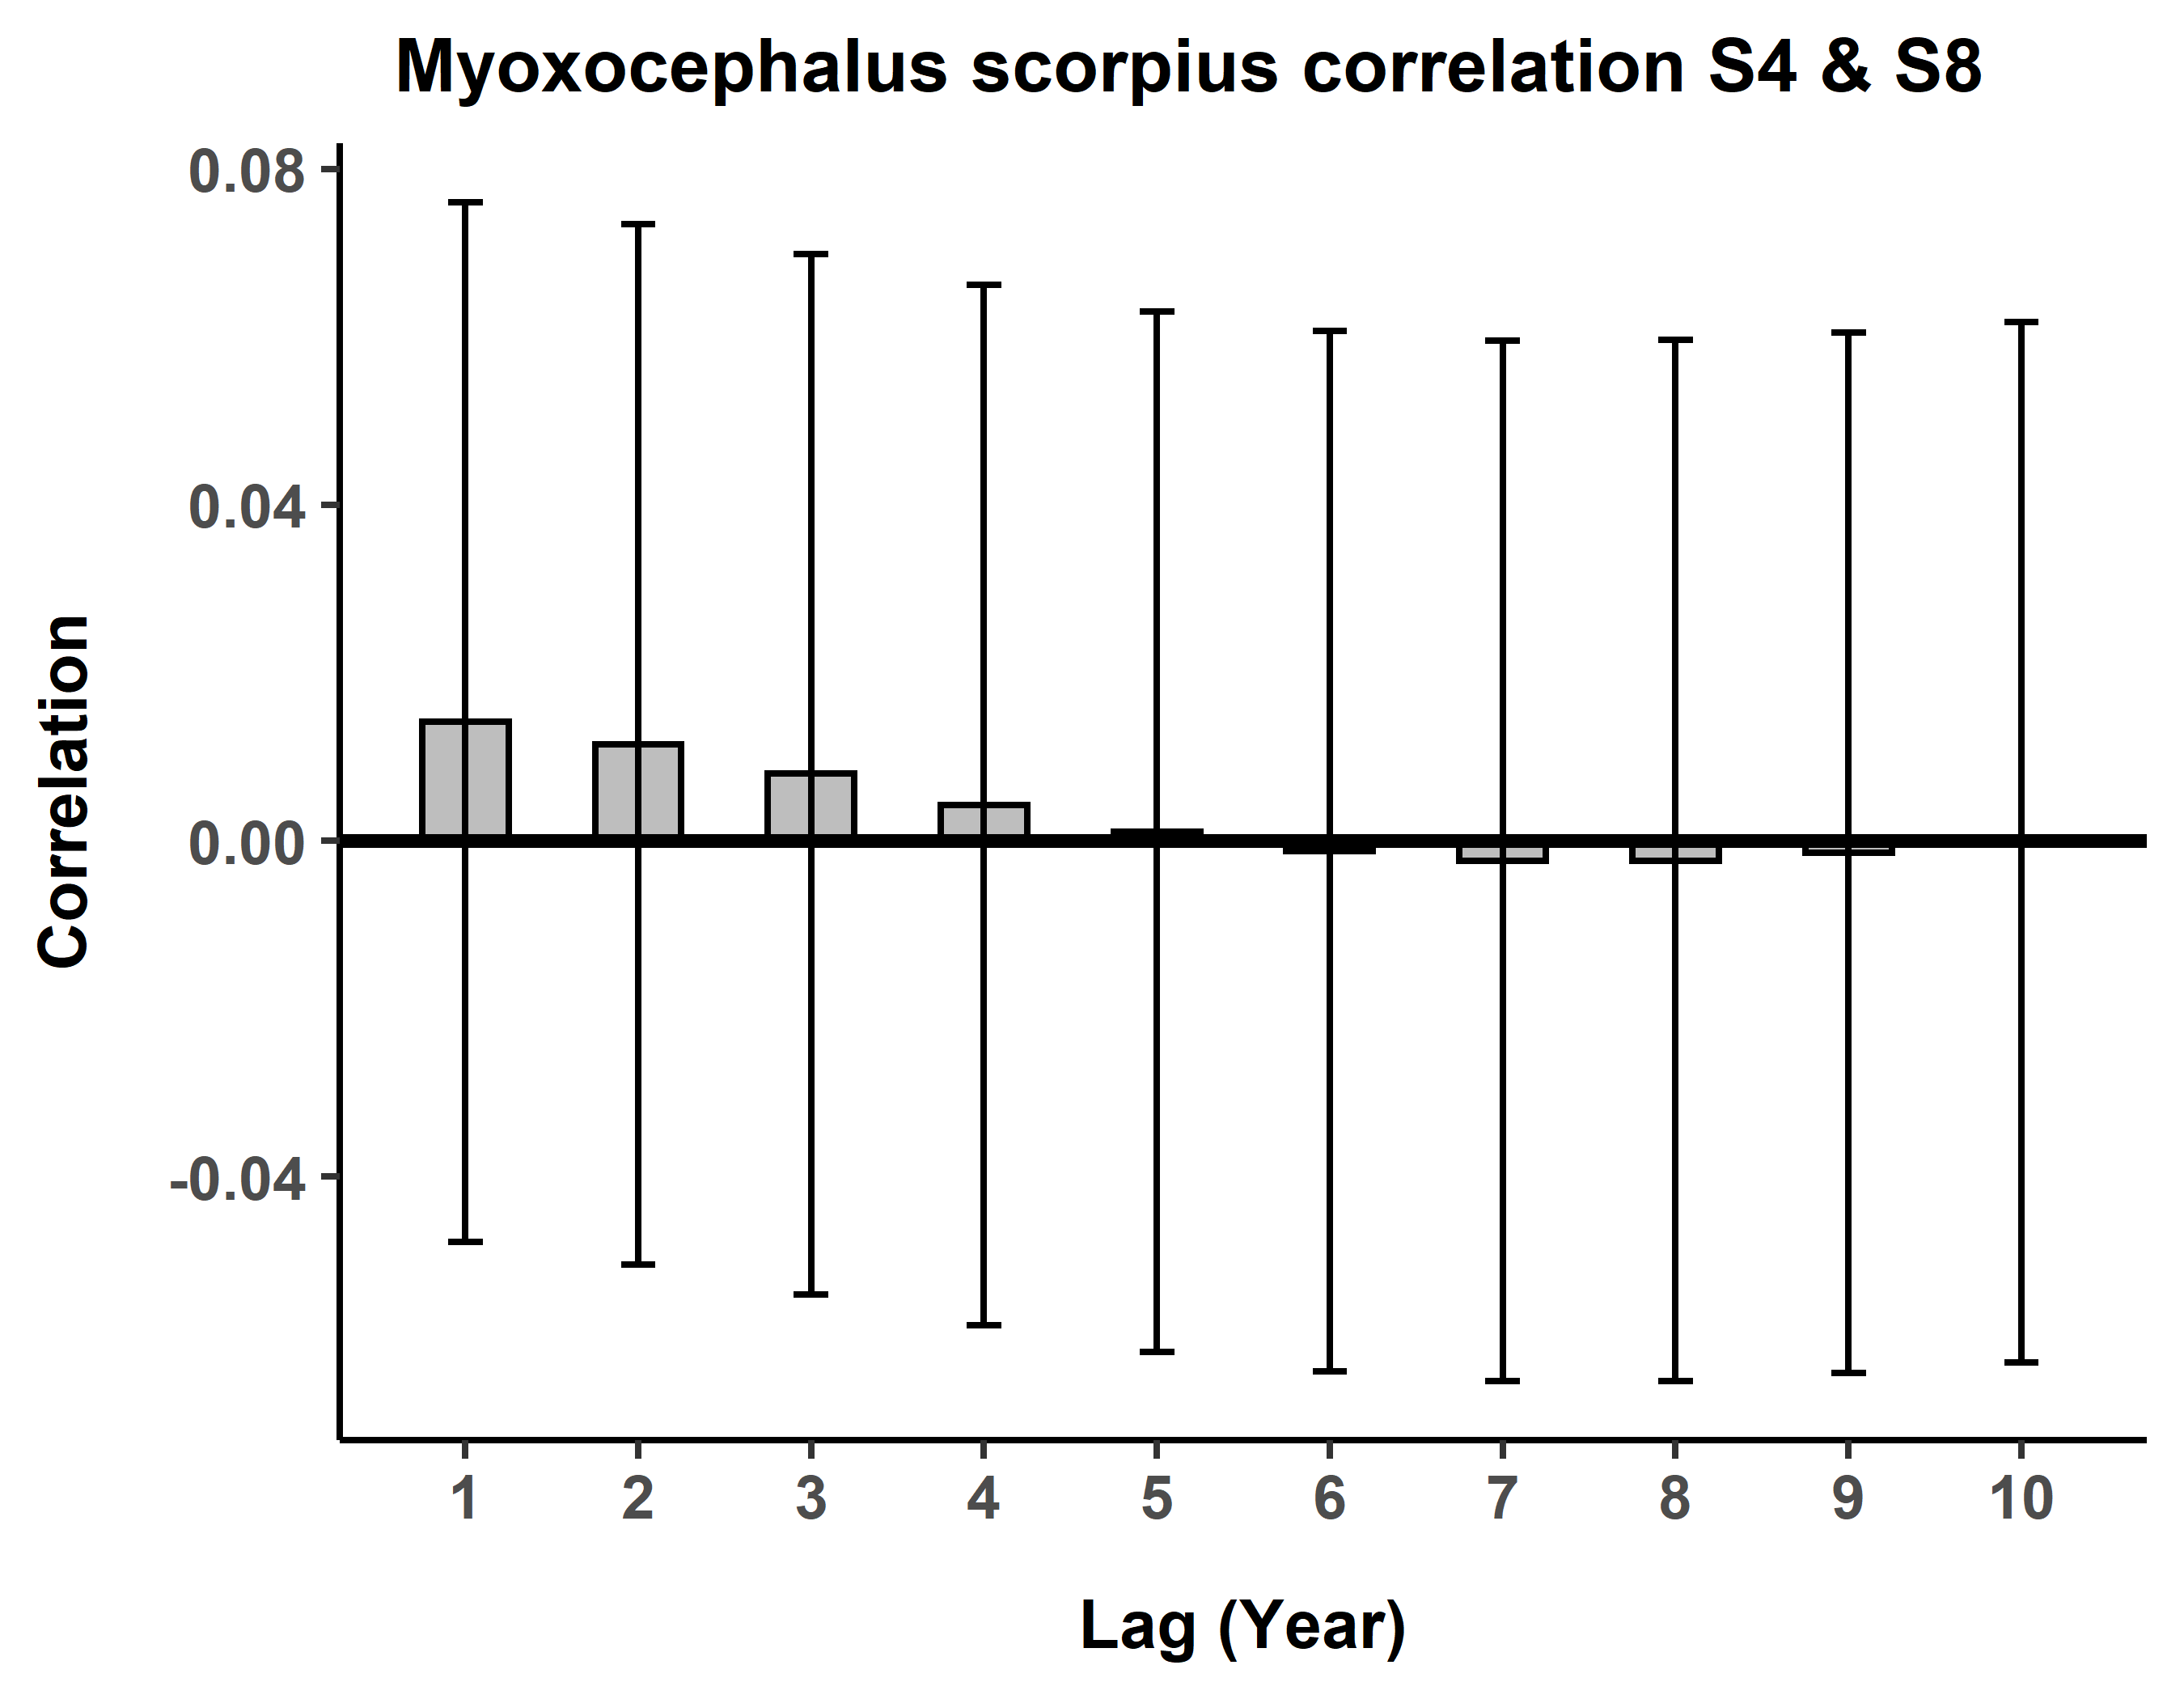 Myoxocephalus scorpius correlation S4 & S8
0.08
0.04
0.00
-0.04
Correlation
1 2 3 4 5 6 7 8 9 10
Lag (Year)